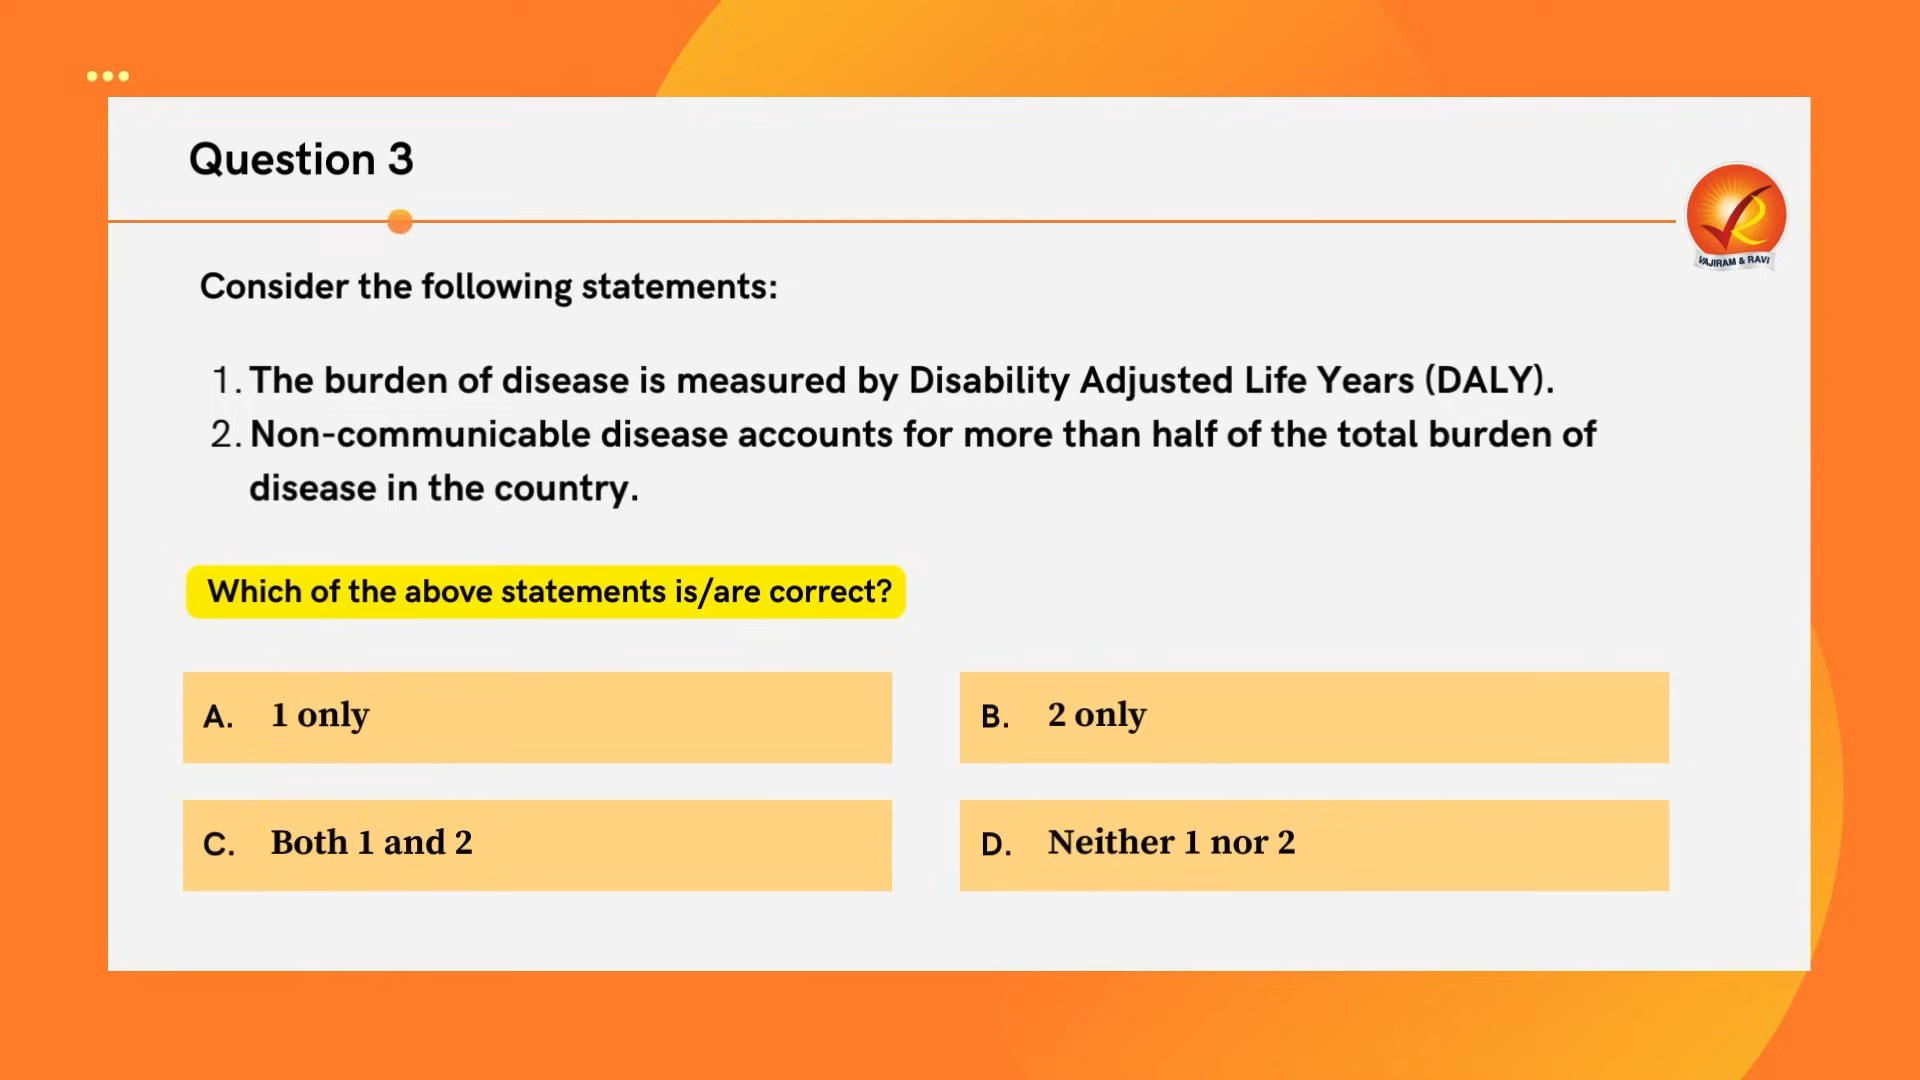 Question 3
VAJIRAM & RAVI
Consider the following statements:
1. The burden of disease is measured by Disability Adjusted Life Years (DALY).
2. Non-communicable disease accounts for more than half of the total burden of
disease in the country.
Which of the above statements is/are correct?
A. 1 only
B. 2 only
C. Both 1 and 2
D. Neither 1 nor 2